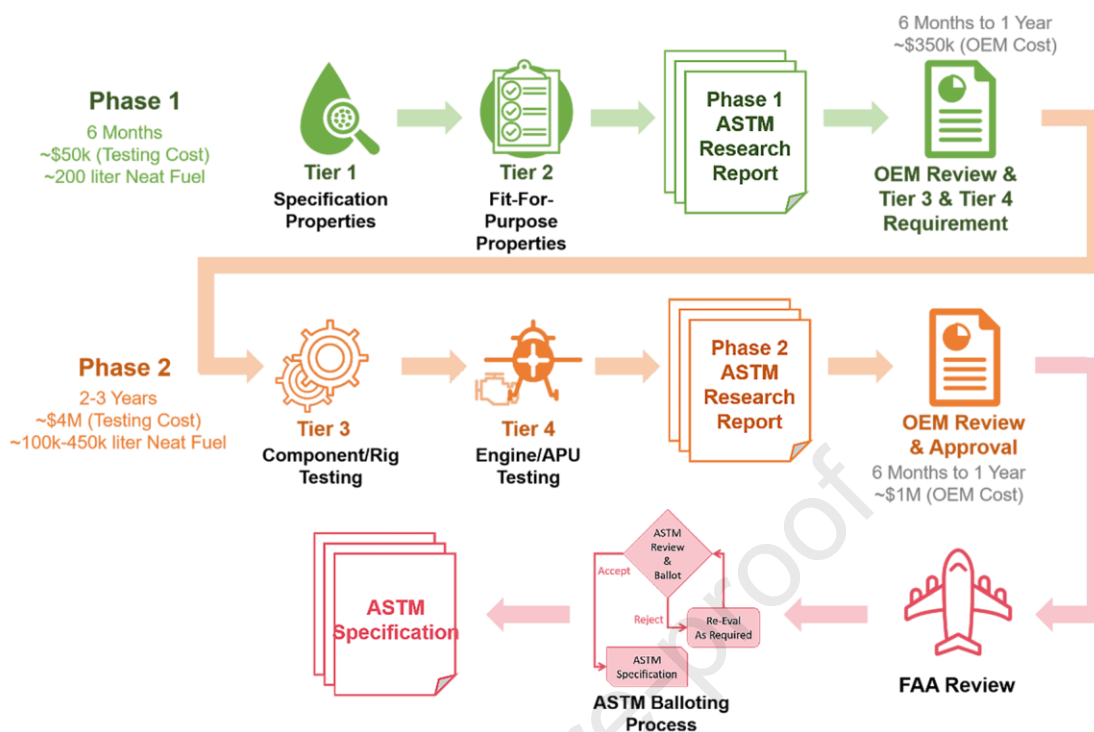 6 Months to 1 Year
~$350k (OEM Cost)
Phase 1
6 Months
~$50k (Testing Cost)
~200 liter Neat Fuel
Tier 1
Specification
Properties
Tier 2
Fit-For-
Purpose
Properties
Phase 1
ASTM
Research
Report
OEM Review &
Tier 3 & Tier 4
Requirement
Phase 2
2-3 Years
~$4M (Testing Cost)
~100k-450k liter Neat Fuel
Tier 3
Component/Rig
Testing
Tier 4
Engine/APU
Testing
Phase 2
ASTM
Research
Report
OEM Review
& Approval
6 Months to 1 Year
~$1M (OEM Cost)
ASTM
Specification
ASTM
Review
&
Ballot
Accept
Reject
Re-Eval
As Required
ASTM
Specification
ASTM Balloting
Process
FAA Review
re-proof